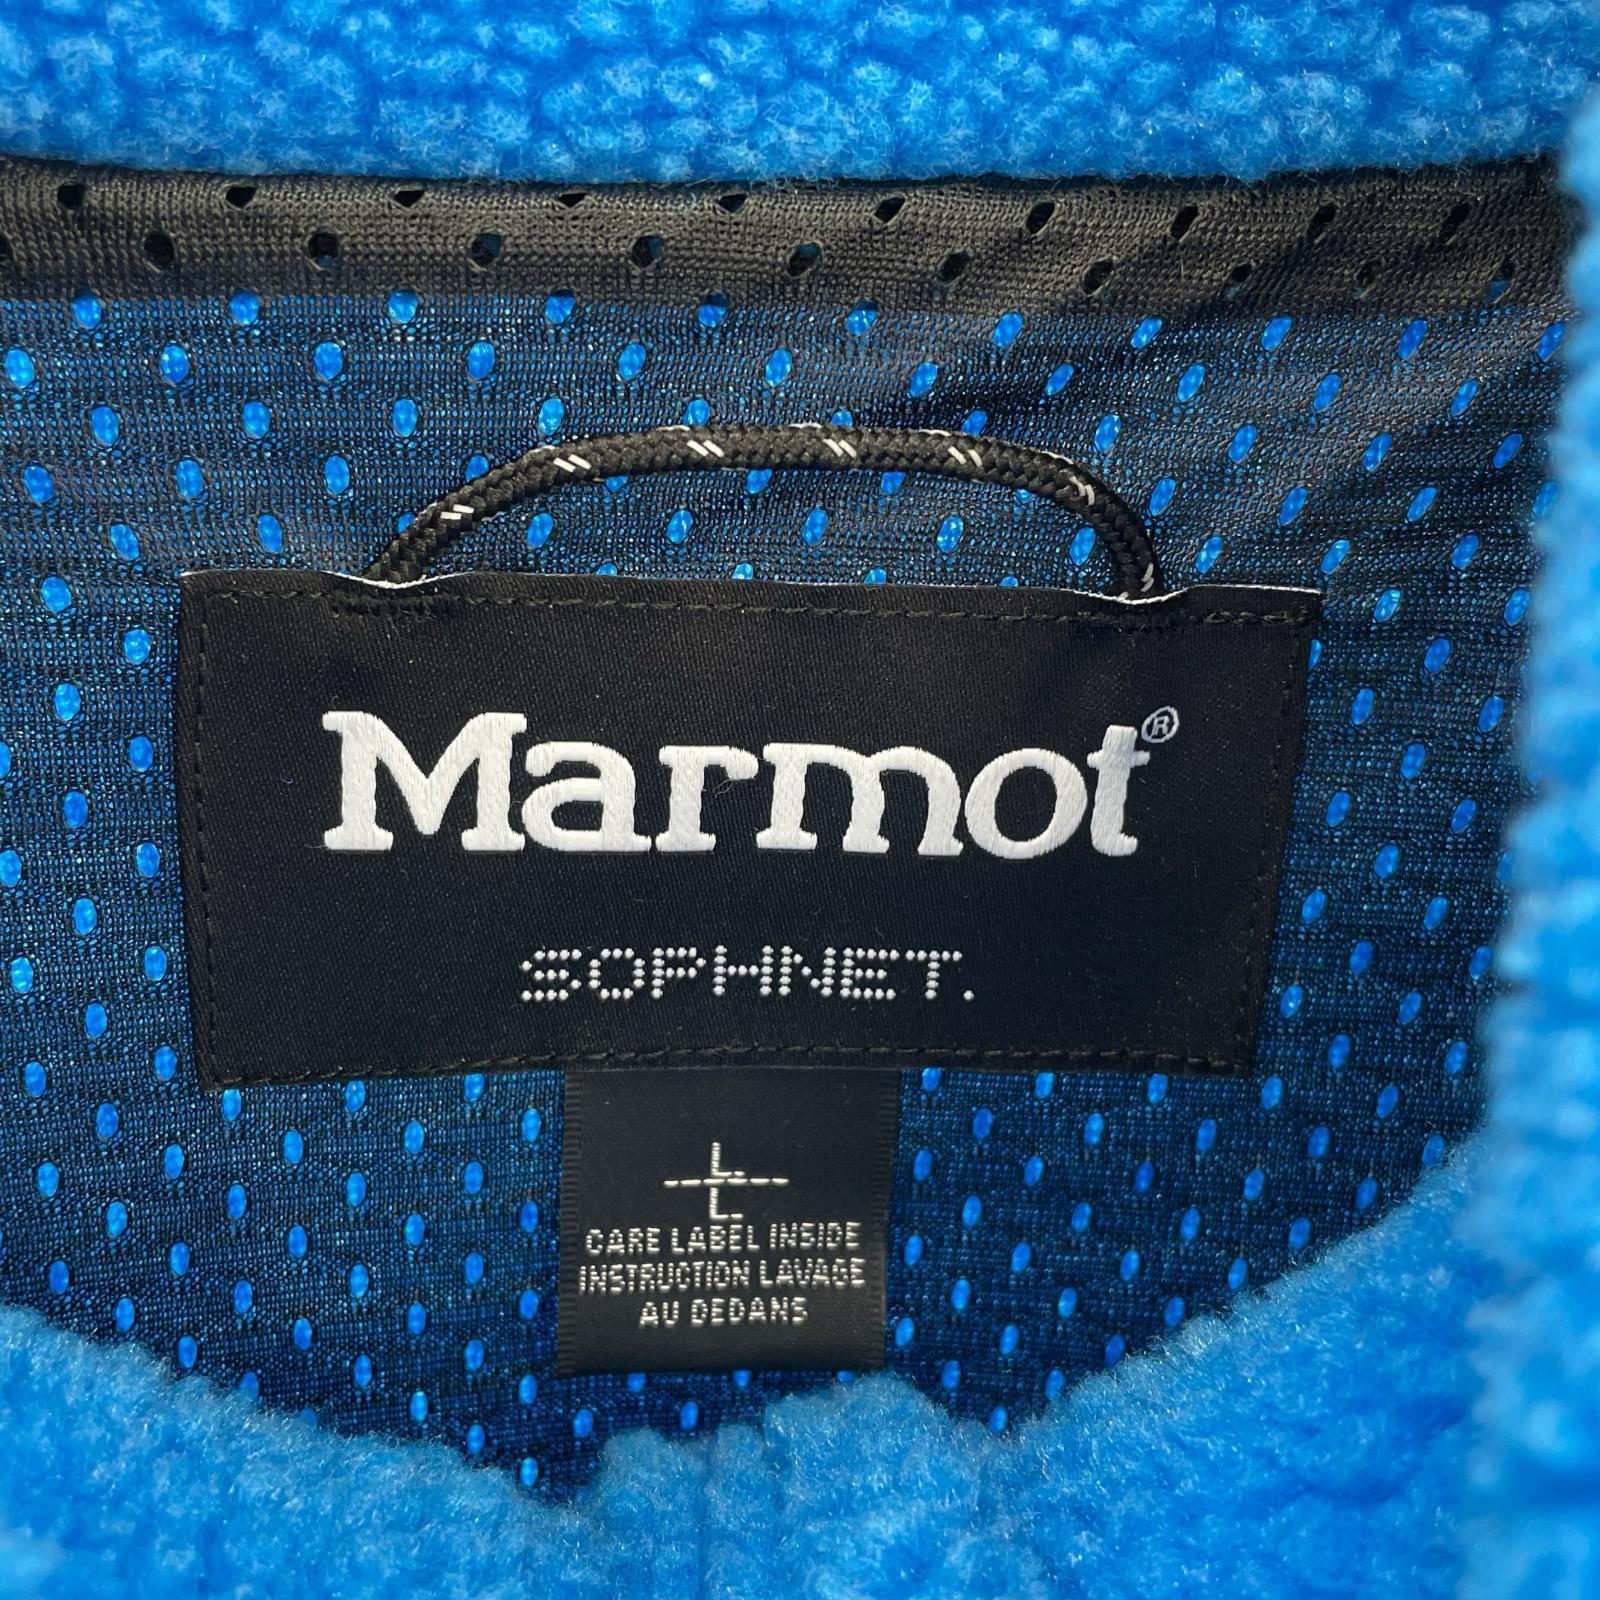 Marmot®
SOPHNET.
L
L
CARE LABEL INSIDE
INSTRUCTION LAVAGE
AU DEDANS